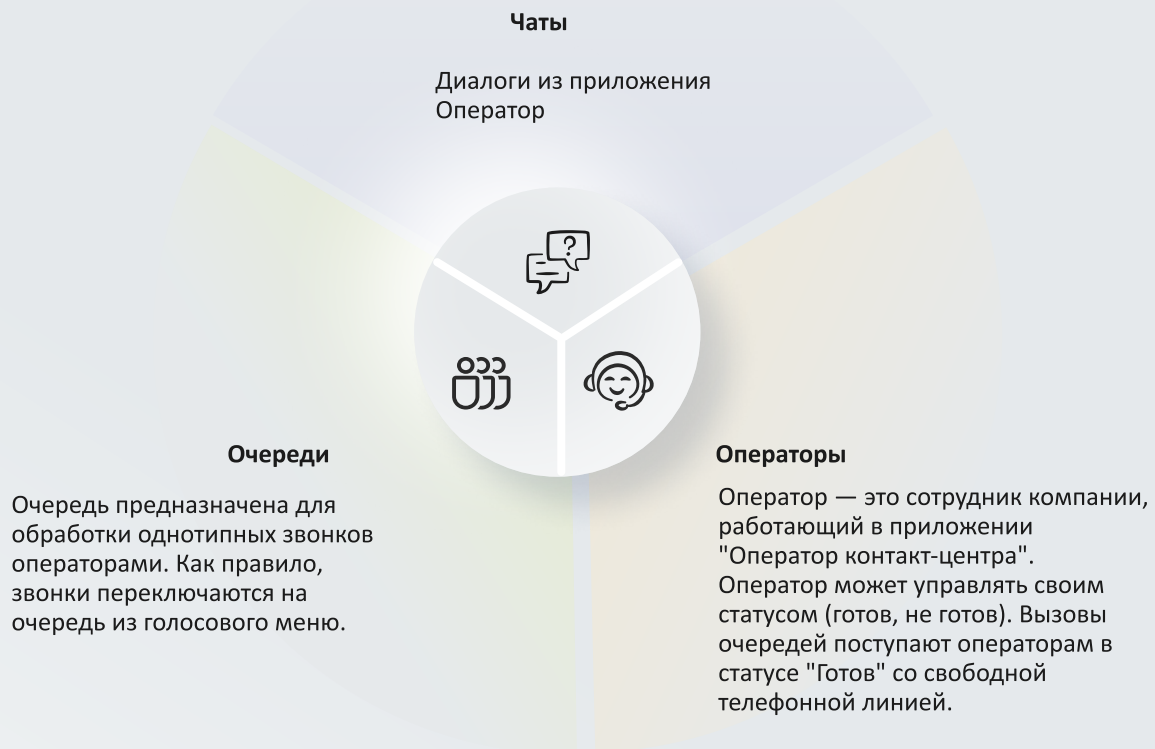 Чаты
Диалоги из приложения
Оператор
?
Очереди
Очередь предназначена для
обработки однотипных звонков
операторами. Как правило,
звонки переключаются на
очередь из голосового меню.
Операторы
Оператор — это сотрудник компании,
работающий в приложении
"Оператор контакт-центра".
Оператор может управлять своим
статусом (готов, не готов). Вызовы
очередей поступают операторам в
статусе "Готов" со свободной
телефонной линией.